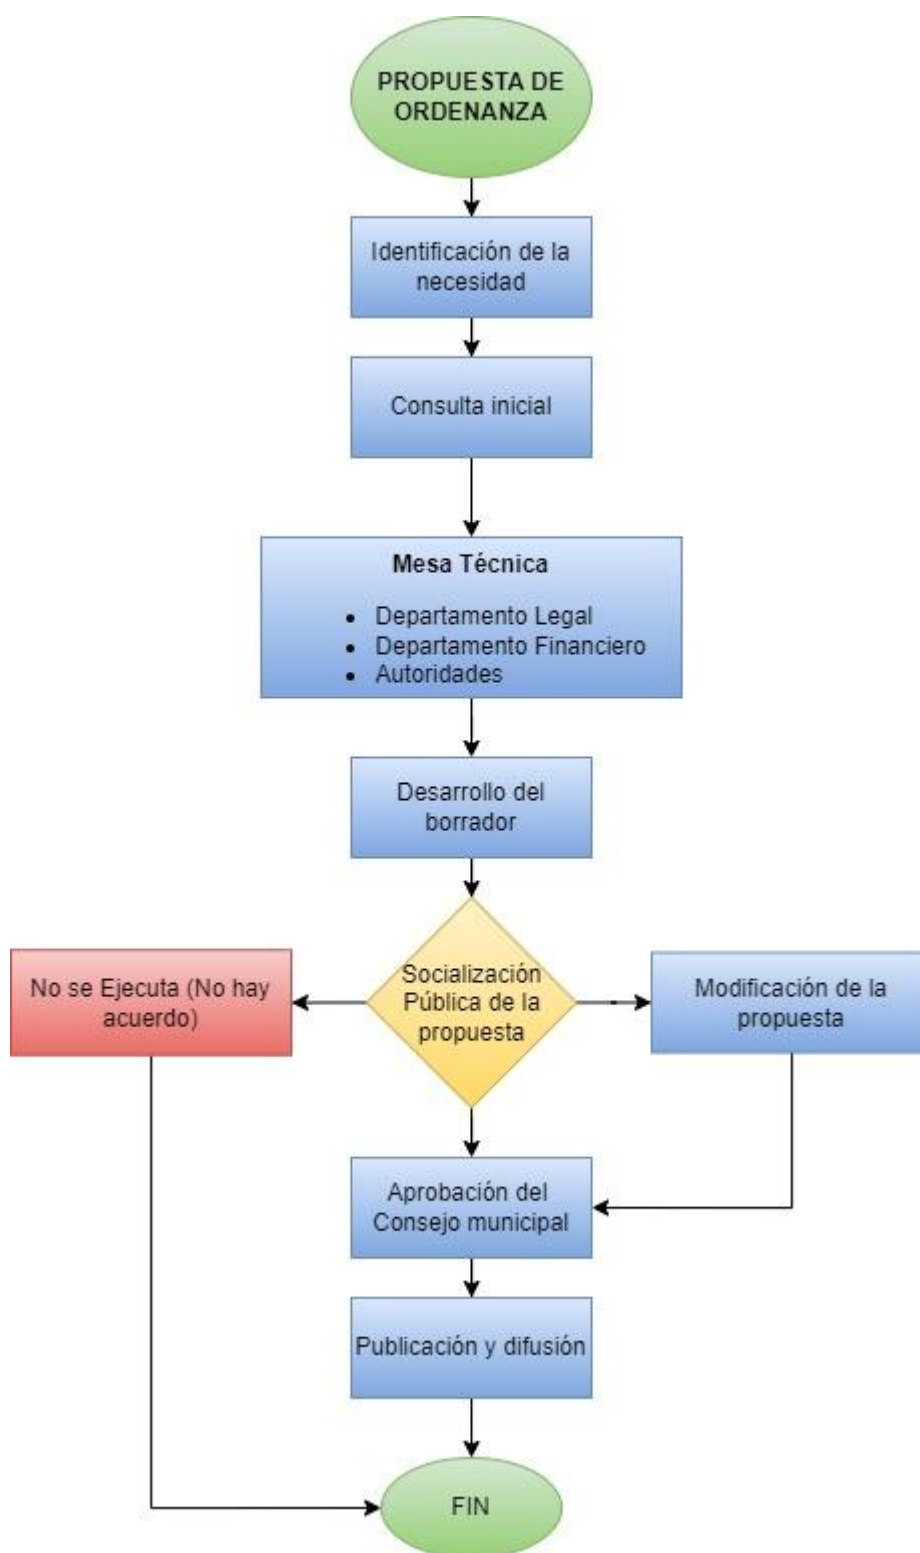 PROPUESTA DE
ORDENANZA
Identificación de la
necesidad
Consulta inicial
Mesa Técnica
• Departamento Legal
• Departamento Financiero
• Autoridades
Desarrollo del
borrador
No se Ejecuta (No hay
acuerdo)
Socialización
Pública de la
propuesta
Modificación de la
propuesta
Aprobación del
Consejo municipal
Publicación y difusión
FIN